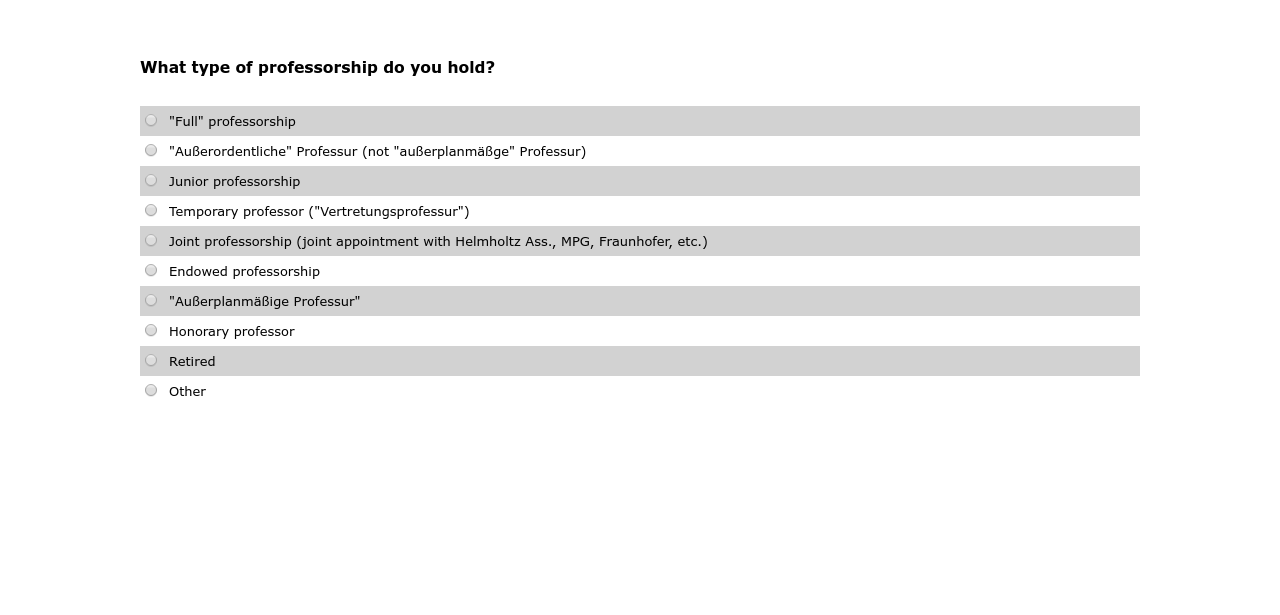 What type of professorship do you hold?
"Full" professorship
"Außerordentliche" Professur (not "außerplanmäßge" Professur)
Junior professorship
Temporary professor ("Vertretungsprofessur")
Joint professorship (joint appointment with Helmholtz Ass., MPG, Fraunhofer, etc.)
Endowed professorship
"Außerplanmäßige Professur"
Honorary professor
Retired
Other